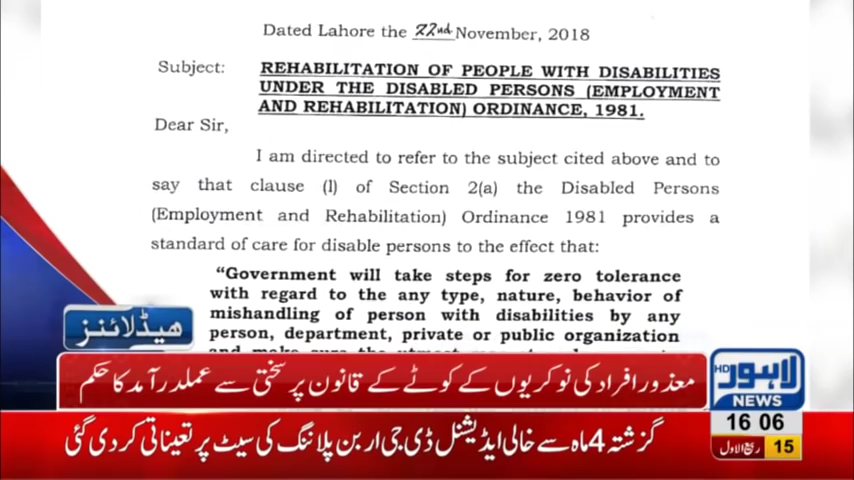 Dated Lahore the 22nd November, 2018
Subject: REHABILITATION OF PEOPLE WITH DISABILITIES
UNDER THE DISABLED PERSONS (EMPLOYMENT
AND REHABILITATION) ORDINANCE, 1981.
Dear Sir,
I am directed to refer to the subject cited above and to
say that clause (l) of Section 2(a) the Disabled Persons
(Employment and Rehabilitation) Ordinance 1981 provides a
standard of care for disable persons to the effect that:
"Government will take steps for zero tolerance
with regard to the any type, nature, behavior of
mishandling of person with disabilities by any
person, department, private or public organization
ہیڈلائنز
معذور افراد کی نوکریوں کے کوٹے کے قانون پر سختی سے عملدرآمد کا حکم
گزشتہ 4 ماہ سے خالی ایڈیشنل ڈی جی اربن پلاننگ کی سیٹ پر تعیناتی کردی گئی
HD لاہور
NEWS
16 06
15 ربیع الاول